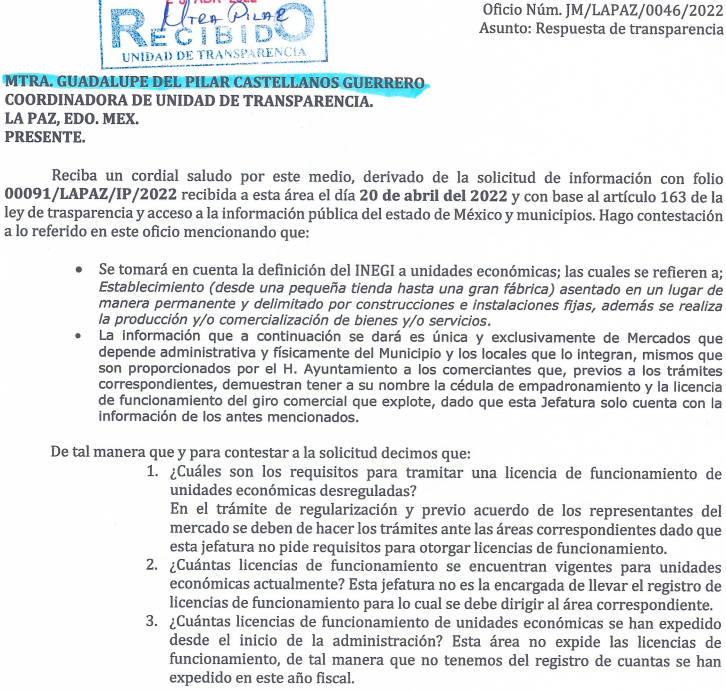 Oficio Núm. JM/LAPAZ/0046/2022
Asunto: Respuesta de transparencia
MTRA PILAR
RECIBIDO
UNIDAD DE TRANSPARENCIA
MTRA. GUADALUPE DEL PILAR CASTELLANOS GUERRERO
COORDINADORA DE UNIDAD DE TRANSPARENCIA.
LA PAZ, EDO. MEX.
PRESENTE.
Reciba un cordial saludo por este medio, derivado de la solicitud de información con folio
00091/LAPAZ/IP/2022 recibida a esta área el día 20 de abril del 2022 y con base al artículo 163 de la
ley de trasparencia y acceso a la información pública del estado de México y municipios. Hago contestación
a lo referido en este oficio mencionando que:
• Se tomará en cuenta la definición del INEGI a unidades económicas; las cuales se refieren a;
Establecimiento (desde una pequeña tienda hasta una gran fábrica) asentado en un lugar de
manera permanente y delimitado por construcciones e instalaciones fijas, además se realiza
la producción y/o comercialización de bienes y/o servicios.
• La información que a continuación se dará es única y exclusivamente de Mercados que
depende administrativa y físicamente del Municipio y los locales que lo integran, mismos que
son proporcionados por el H. Ayuntamiento a los comerciantes que, previos a los trámites
correspondientes, demuestran tener a su nombre la cédula de empadronamiento y la licencia
de funcionamiento del giro comercial que explote, dado que esta Jefatura solo cuenta con la
información de los antes mencionados.
De tal manera que y para contestar a la solicitud decimos que:
1. ¿Cuáles son los requisitos para tramitar una licencia de funcionamiento de
unidades económicas desreguladas?
En el trámite de regularización y previo acuerdo de los representantes del
mercado se deben de hacer los trámites ante las áreas correspondientes dado que
esta jefatura no pide requisitos para otorgar licencias de funcionamiento.
2. ¿Cuántas licencias de funcionamiento se encuentran vigentes para unidades
económicas actualmente? Esta jefatura no es la encargada de llevar el registro de
licencias de funcionamiento para lo cual se debe dirigir al área correspondiente.
3. ¿Cuántas licencias de funcionamiento de unidades económicas se han expedido
desde el inicio de la administración? Esta área no expide las licencias de
funcionamiento, de tal manera que no tenemos del registro de cuantas se han
expedido en este año fiscal.